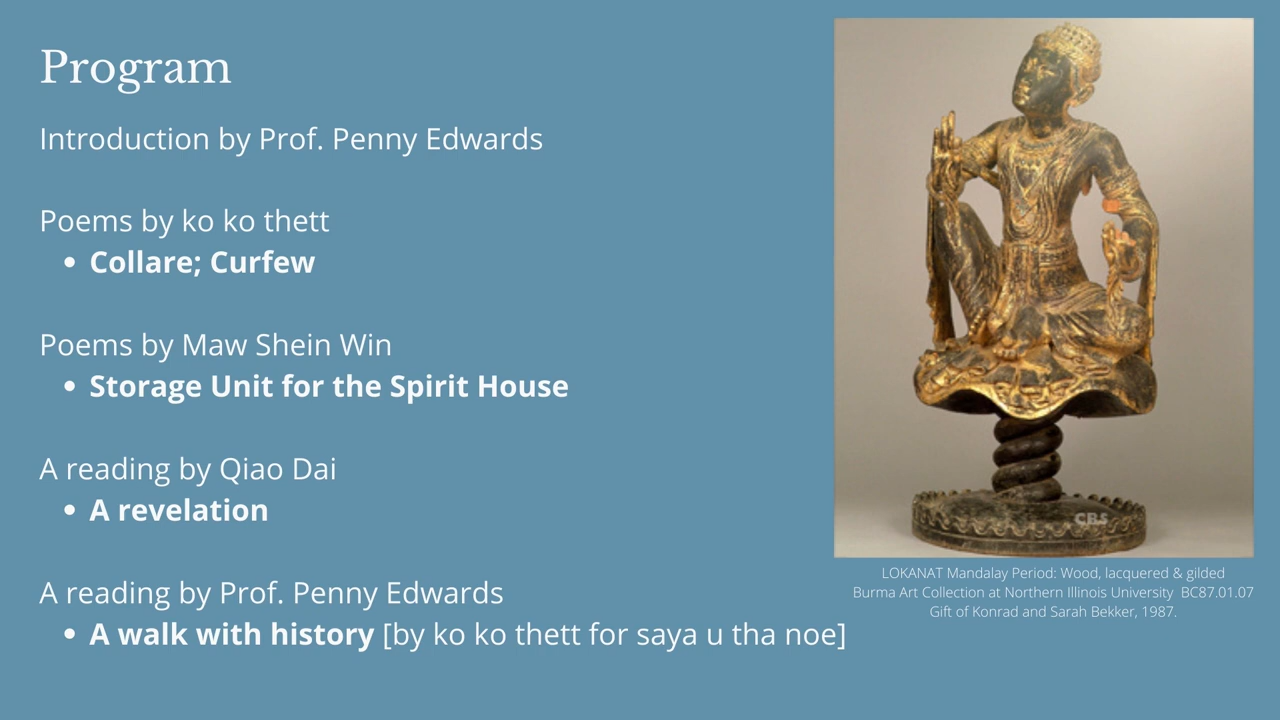 Program
Introduction by Prof. Penny Edwards
Poems by ko ko thett
• Collare; Curfew
Poems by Maw Shein Win
• Storage Unit for the Spirit House
A reading by Qiao Dai
• A revelation
A reading by Prof. Penny Edwards
• A walk with history [by ko ko thett for saya u tha noe]
CBS
LOKANAT Mandalay Period: Wood, lacquered & gilded
Burma Art Collection at Northern Illinois University BC87.01.07
Gift of Konrad and Sarah Bekker, 1987.